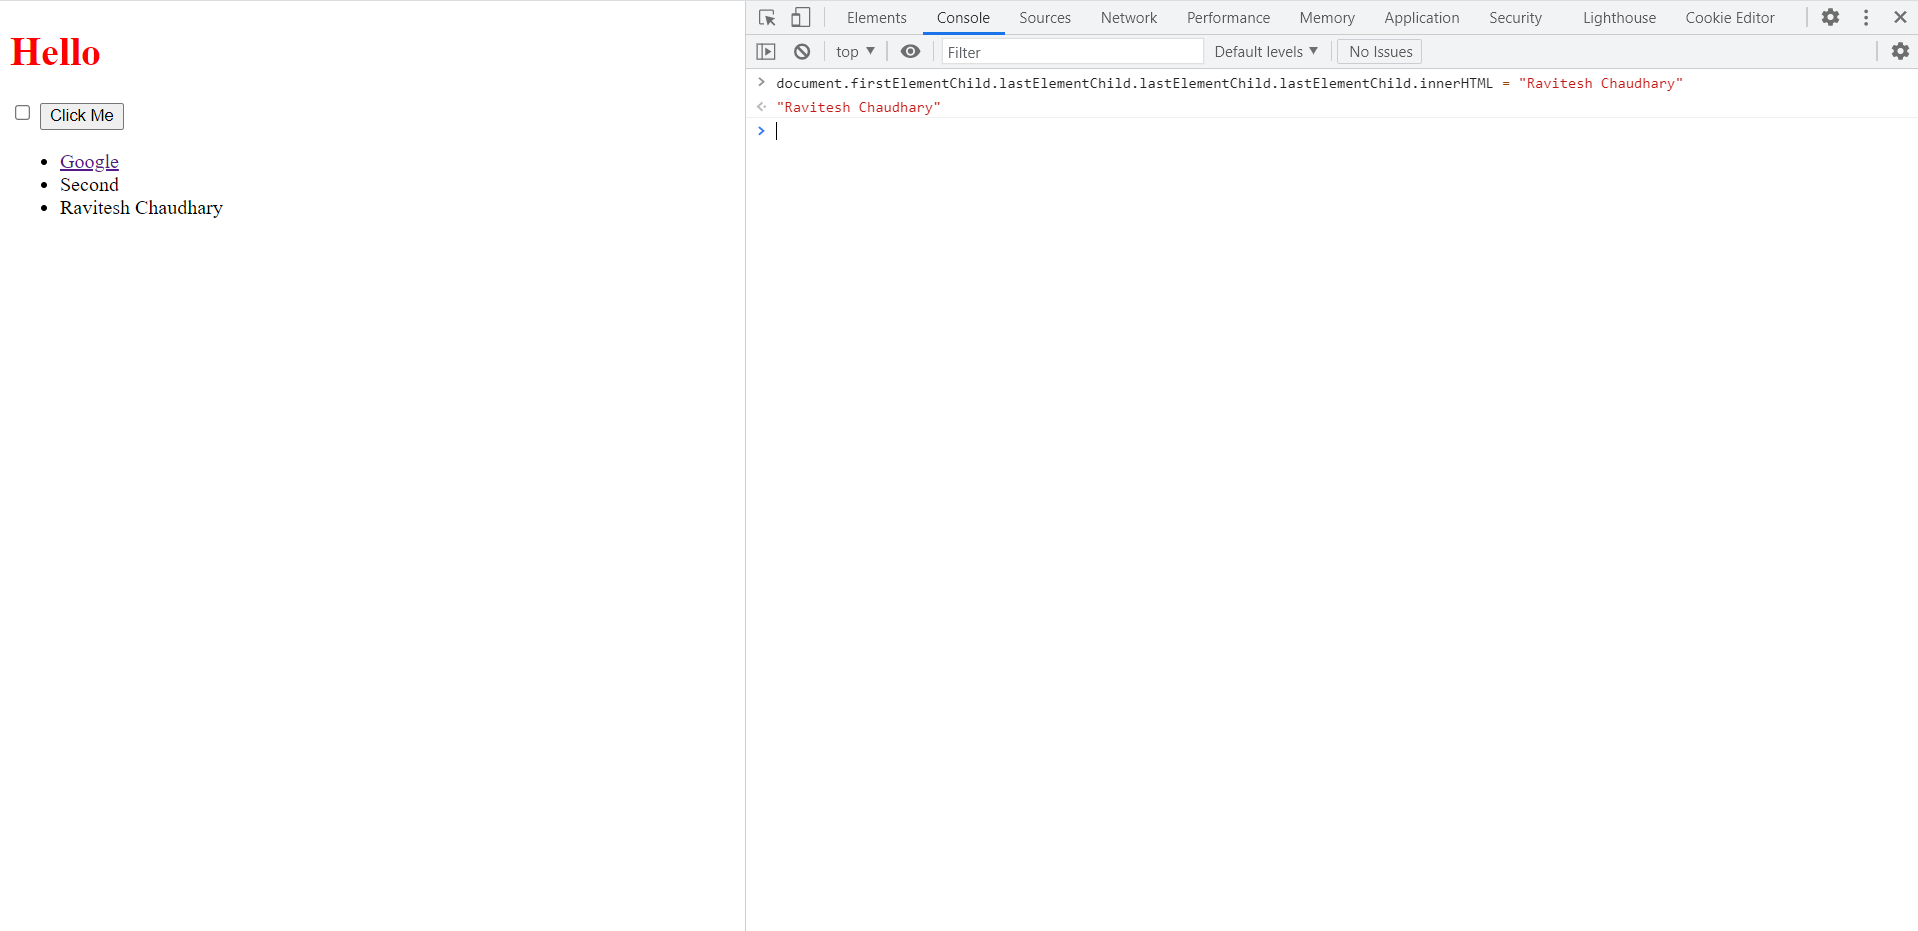 Hello
Click Me
Google
Second
Ravitesh Chaudhary
Elements Console Sources Network Performance Memory Application Security Lighthouse Cookie Editor
top Filter Default levels No Issues
document.firstElementChild.lastElementChild.lastElementChild.lastElementChild.innerHTML = "Ravitesh Chaudhary"
"Ravitesh Chaudhary"